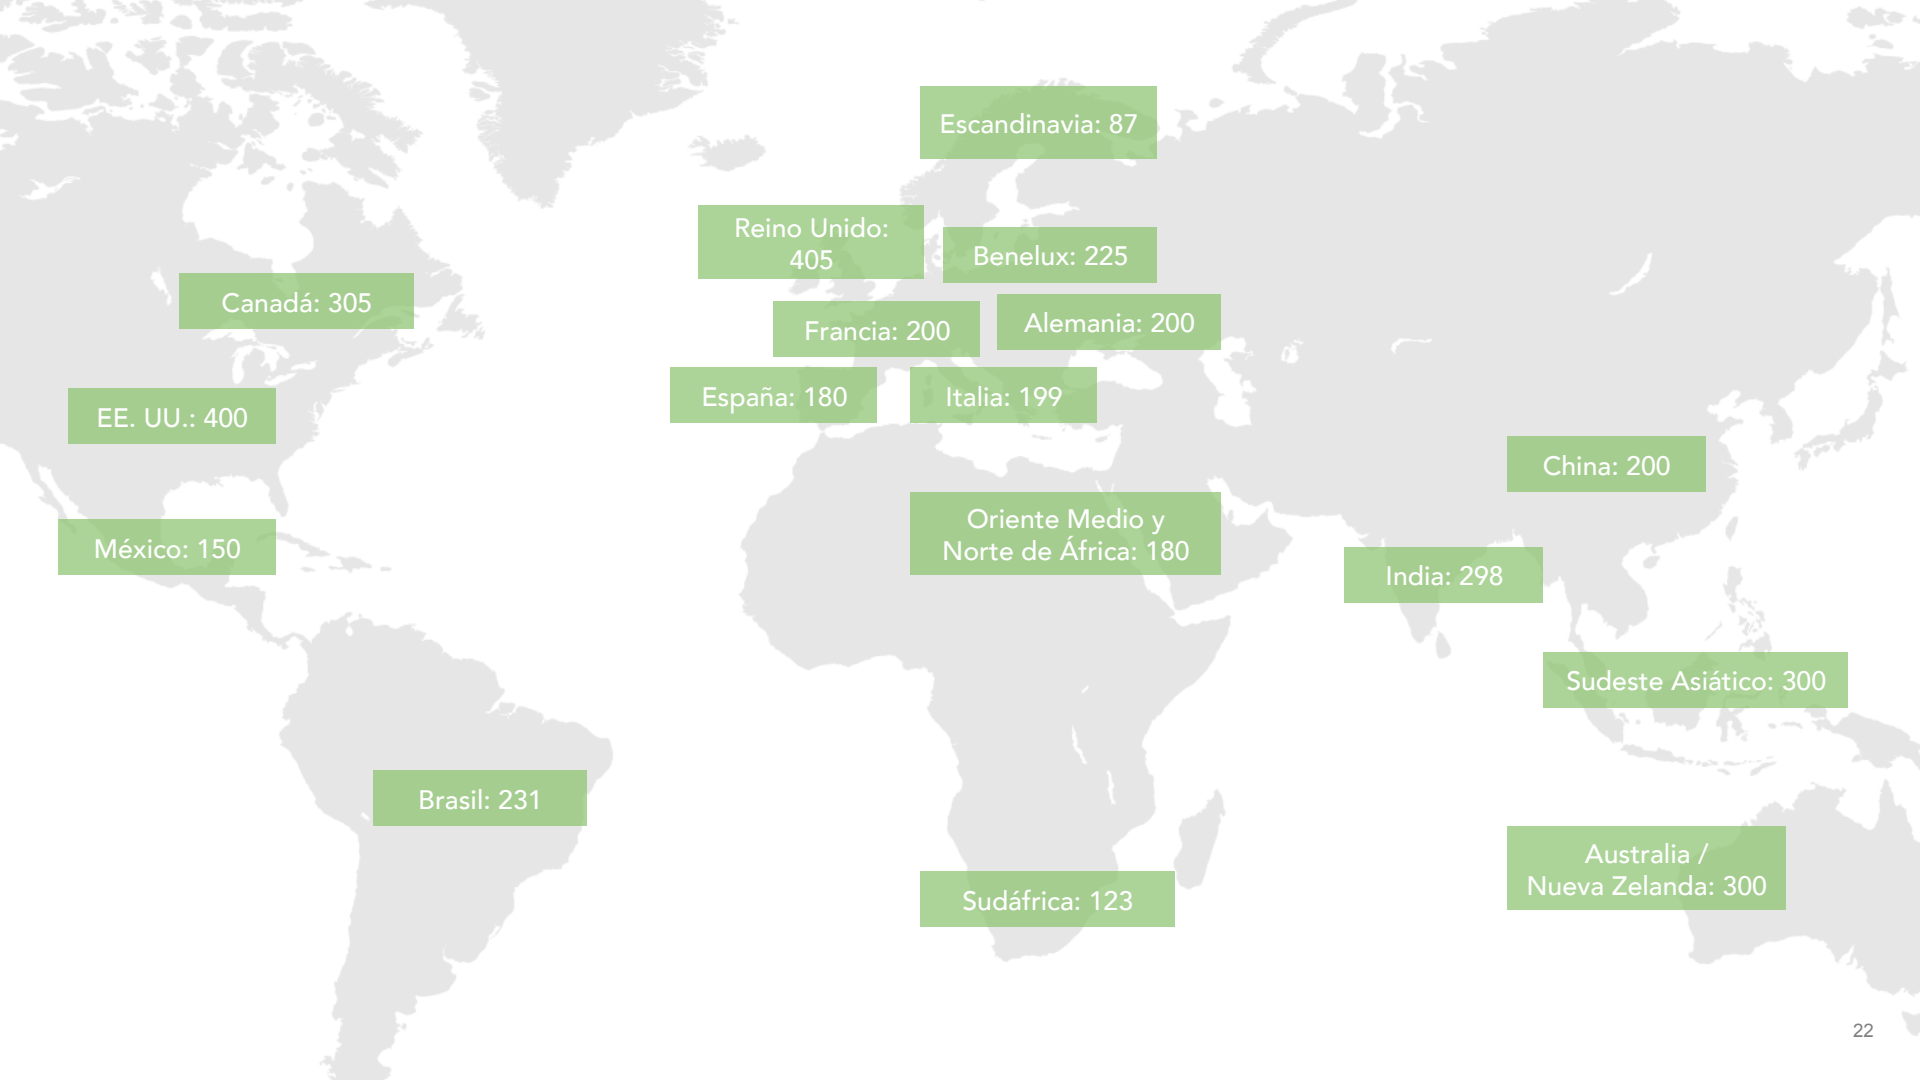 Escandinavia: 87
Reino Unido:
405
Benelux: 225
Canadá: 305
Francia: 200
Alemania: 200
España: 180
Italia: 199
EE. UU.: 400
China: 200
México: 150
Oriente Medio y
Norte de África: 180
India: 298
Sudeste Asiático: 300
Brasil: 231
Australia /
Nueva Zelanda: 300
Sudáfrica: 123
22